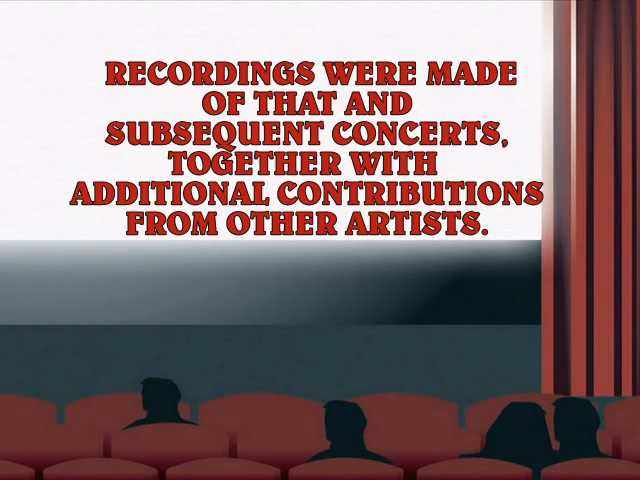 RECORDINGS WERE MADE
OF THAT AND
SUBSEQUENT CONCERTS,
TOGETHER WITH
ADDITIONAL CONTRIBUTIONS
FROM OTHER ARTISTS.